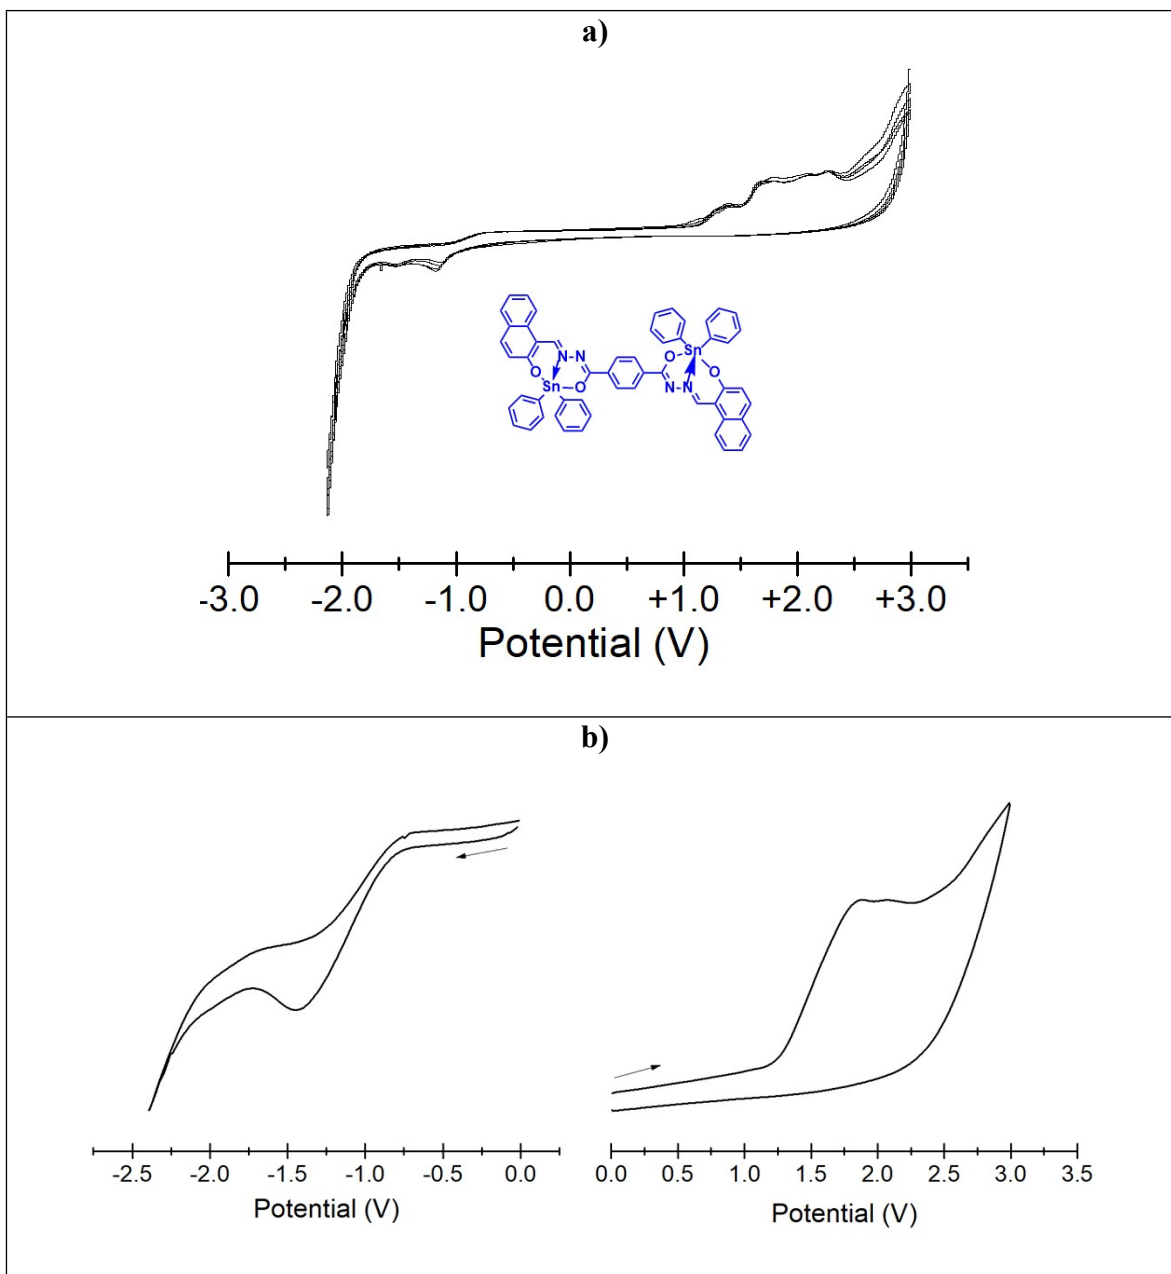 a)
N N
O
Sn O
Sn
O
O
N N
-3.0 -2.0 -1.0 0.0 +1.0 +2.0 +3.0
Potential (V)
b)
-2.5 -2.0 -1.5 -1.0 -0.5 0.0
Potential (V)
0.0 0.5 1.0 1.5 2.0 2.5 3.0 3.5
Potential (V)